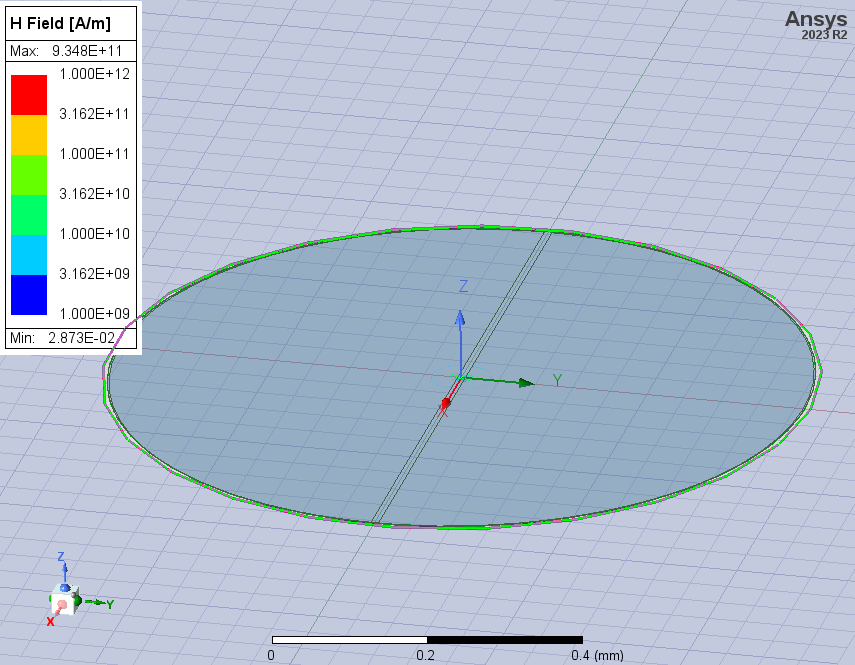 H Field [A/m]
Max: 9.348E+11
1.000E+12
3.162E+11
1.000E+11
3.162E+10
1.000E+10
3.162E+09
1.000E+09
Min: 2.873E-02
Ansys
2023 R2
Z
Y
X
Z
Y
X
0 0.2 0.4 (mm)